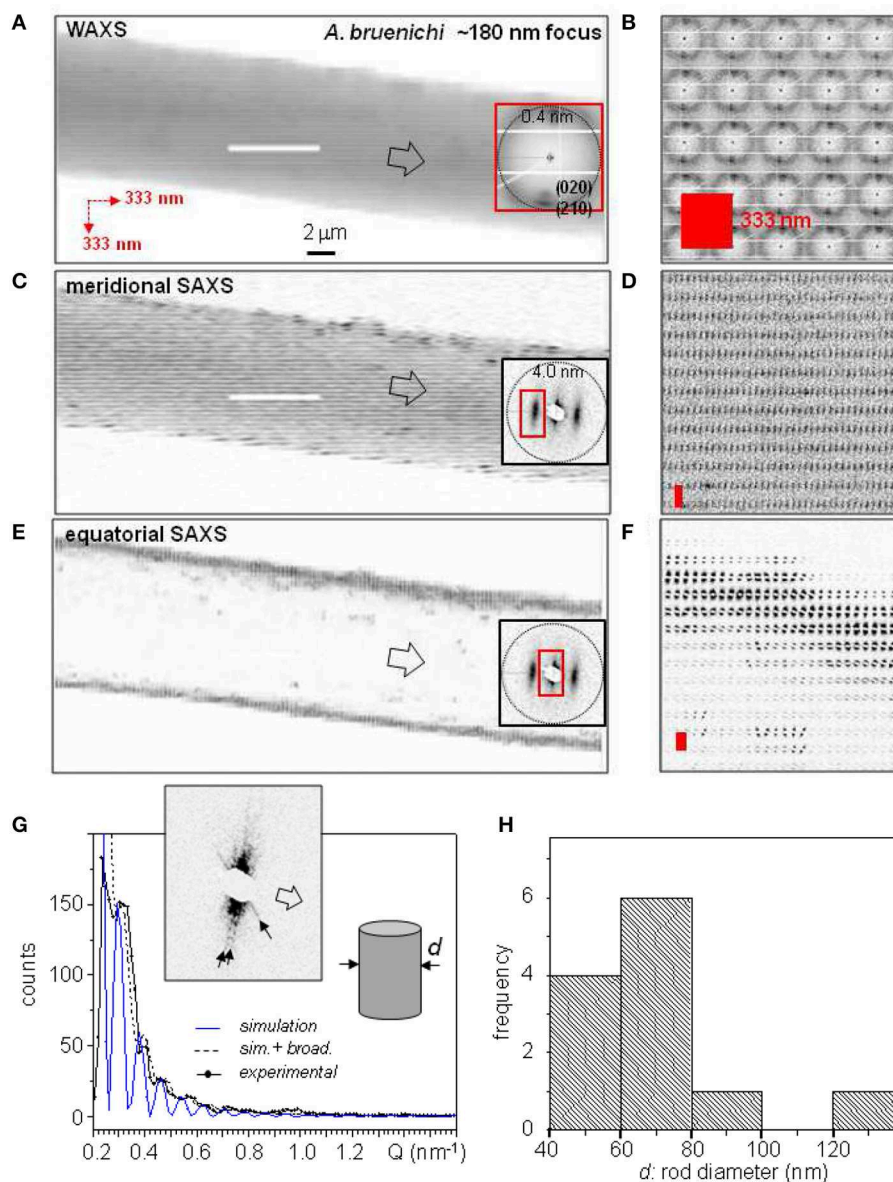 A
WAXS
A. bruenichi ~180 nm focus
0.4 nm
(020)
(210)
333 nm
333 nm
2 µm
B
333 nm
C
meridional SAXS
4.0 nm
D
E
equatorial SAXS
F
G
counts
150
100
50
0
0.2 0.4 0.6 0.8 1.0 1.2
Q (nm-1)
d
simulation
sim.+ broad.
experimental
H
frequency
6
4
2
0
40 60 80 100 120
d: rod diameter (nm)